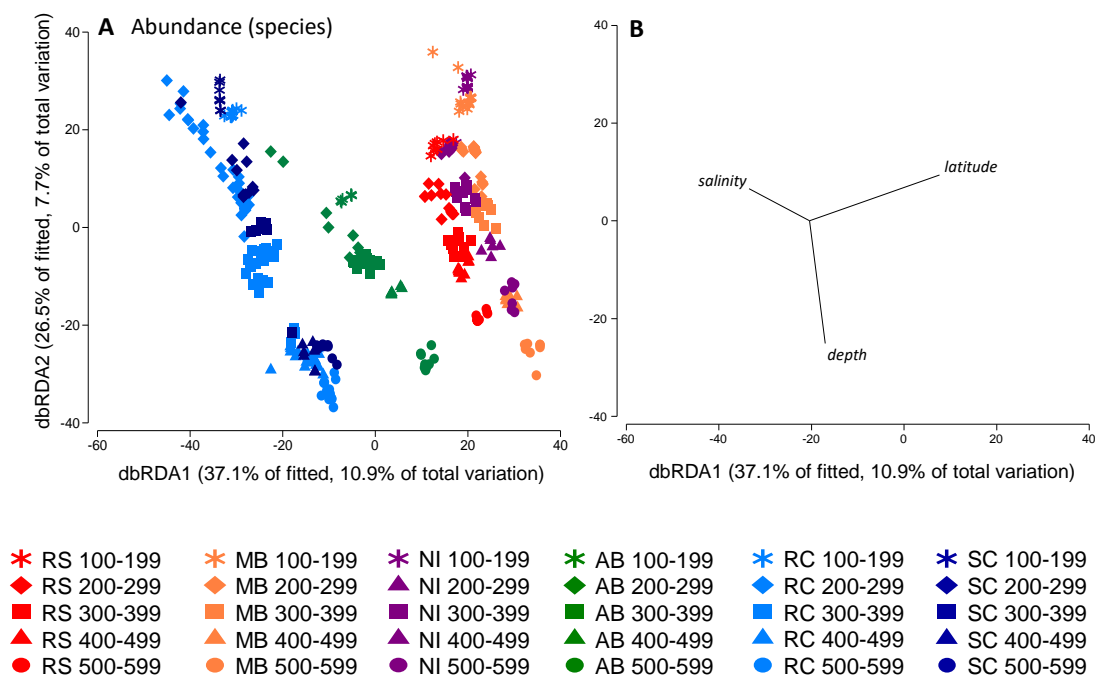 A Abundance (species)
40
20
0
-20
-40
-60
-40
-20
0
20
40
dbRDA2 (26.5% of fitted, 7.7% of total variation)
dbRDA1 (37.1% of fitted, 10.9% of total variation)
B
40
20
0
-20
-40
-60
-40
-20
0
20
40
salinity
latitude
depth
dbRDA1 (37.1% of fitted, 10.9% of total variation)
RS 100-199 MB 100-199 NI 100-199 AB 100-199 RC 100-199 SC 100-199
RS 200-299 MB 200-299 NI 200-299 AB 200-299 RC 200-299 SC 200-299
RS 300-399 MB 300-399 NI 300-399 AB 300-399 RC 300-399 SC 300-399
RS 400-499 MB 400-499 NI 400-499 AB 400-499 RC 400-499 SC 400-499
RS 500-599 MB 500-599 NI 500-599 AB 500-599 RC 500-599 SC 500-599